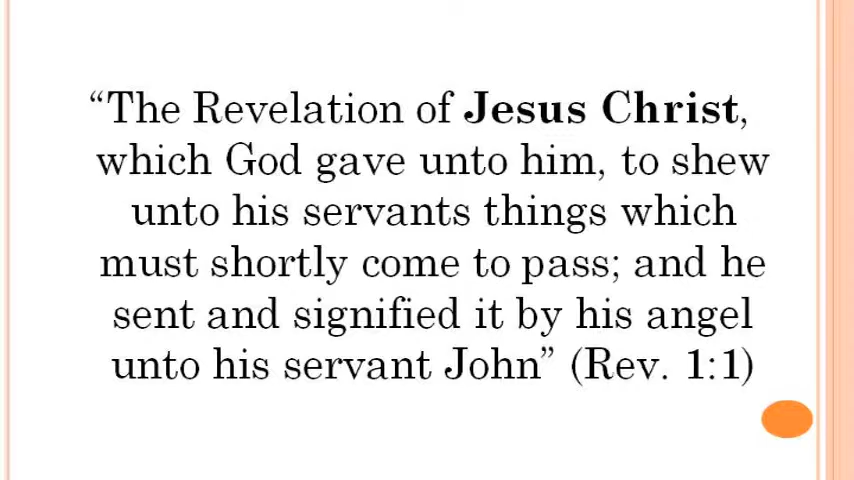 “The Revelation of Jesus Christ,
which God gave unto him, to shew
unto his servants things which
must shortly come to pass; and he
sent and signified it by his angel
unto his servant John” (Rev. 1:1)